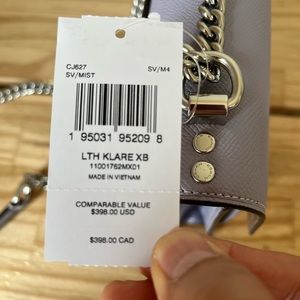 CJ627
SV/MIST SV/M4
1 95031 95209 8
LTH KLARE XB
11001762MX01
MADE IN VIETNAM
COMPARABLE VALUE
$398.00 USD
$398.00 CAD